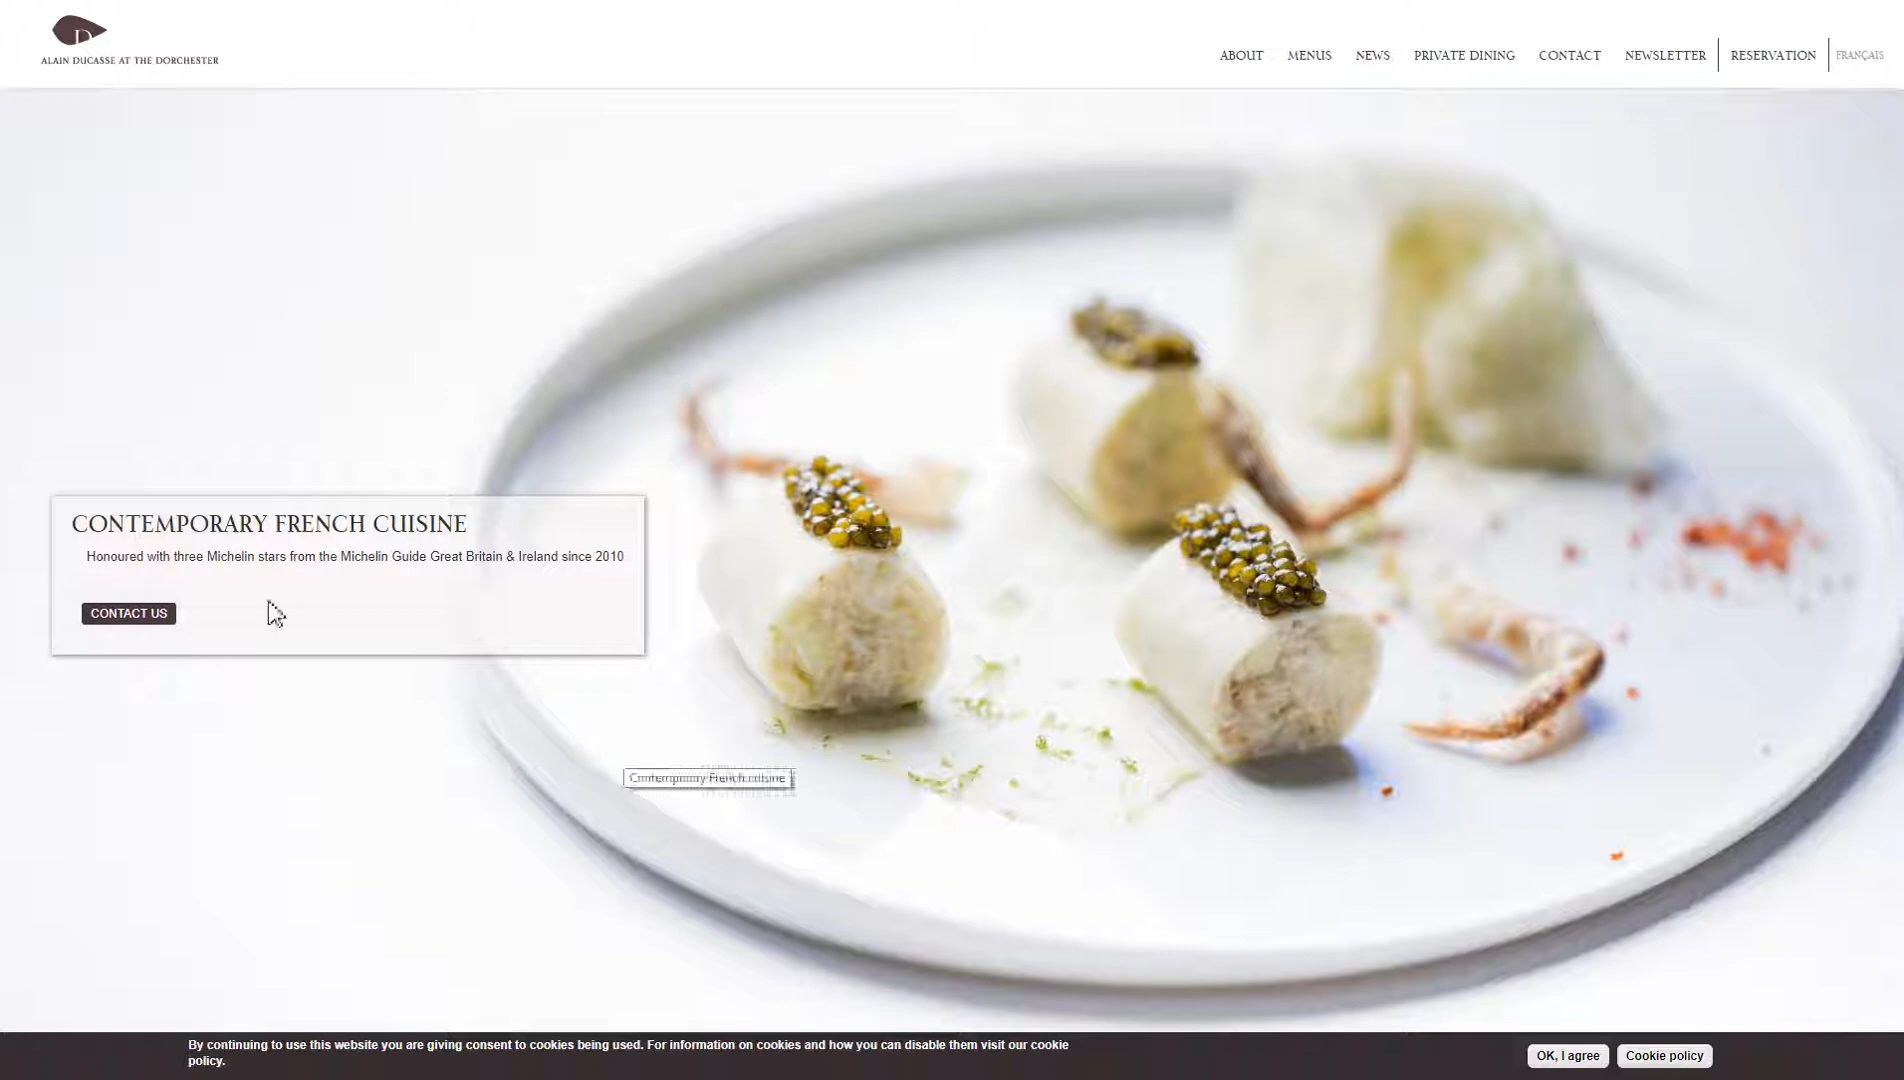 D
ALAIN DUCASSE AT THE DORCHESTER
ABOUT MENUS NEWS PRIVATE DINING CONTACT NEWSLETTER RESERVATION FRANÇAIS
CONTEMPORARY FRENCH CUISINE
Honoured with three Michelin stars from the Michelin Guide Great Britain & Ireland since 2010
CONTACT US
Contemporary French cuisine
By continuing to use this website you are giving consent to cookies being used. For information on cookies and how you can disable them visit our cookie
policy.
OK, I agree Cookie policy